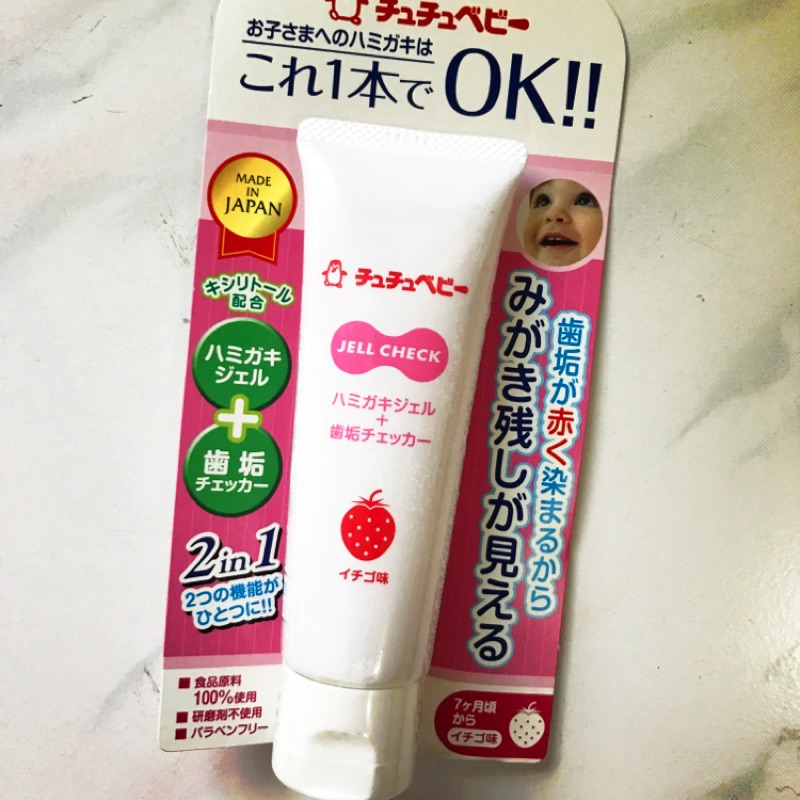 チュチュベビー
お子さまへのハミガキは
これ1本で OK!!
MADE
IN
JAPAN
キシリトール
配合
ハミガキ
ジェル
+
歯垢
チェッカー
2in1
2つの機能が
ひとつに!!
食品原料
100%使用
研磨剤不使用
パラベンフリー
チュチュベビー
JELL CHECK
ハミガキジェル
+
歯垢チェッカー
イチゴ味
歯垢が赤く染まるから
みがき残しが見える
7ヶ月頃
から
イチゴ味